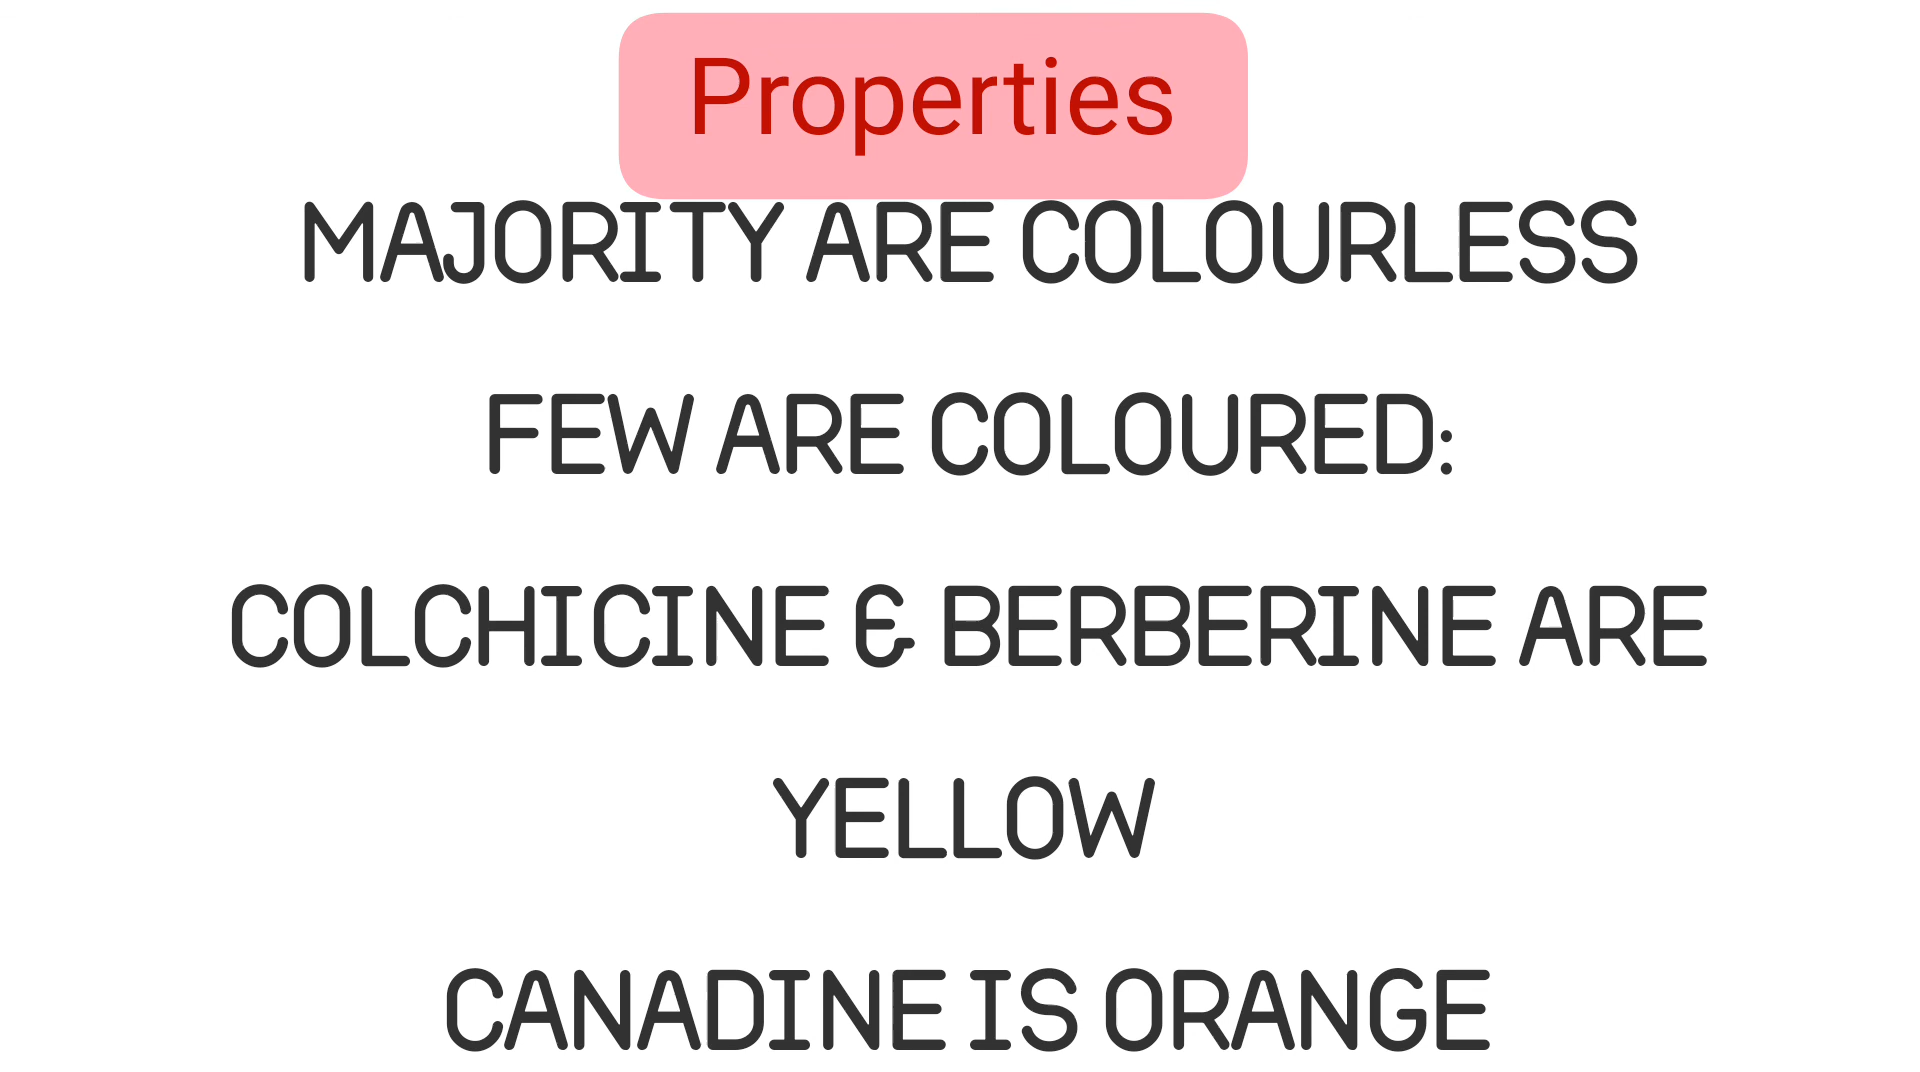 Properties
MAJORITY ARE COLOURLESS
FEW ARE COLOURED:
COLCHICINE & BERBERINE ARE
YELLOW
CANADINE IS ORANGE